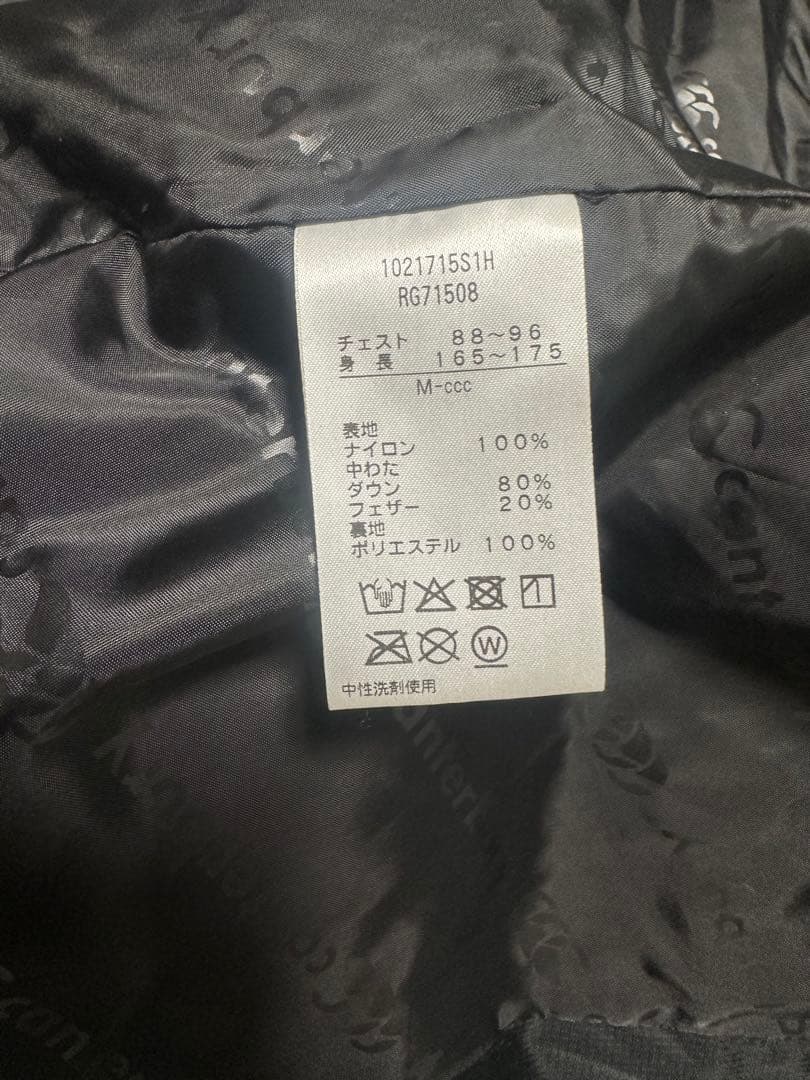 1021715S1H
RG71508
チェスト 88～96
身 長 165～175
M-ccc
表地
ナイロン 100%
中わた
ダウン 80%
フェザー 20%
裏地
ポリエステル 100%
W
中性洗剤使用
Cant